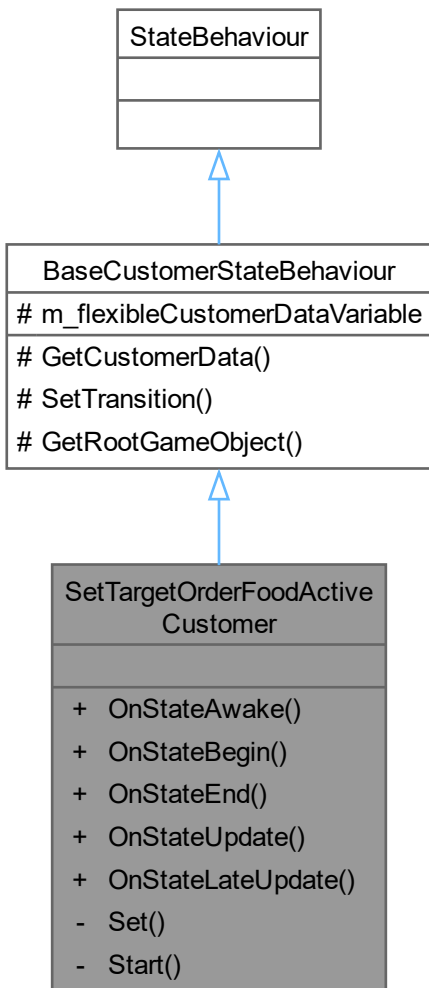 StateBehaviour
BaseCustomerStateBehaviour
# m_flexibleCustomerDataVariable
# GetCustomerData()
# SetTransition()
# GetRootGameObject()
SetTargetOrderFoodActive
Customer
+ OnStateAwake()
+ OnStateBegin()
+ OnStateEnd()
+ OnStateUpdate()
+ OnStateLateUpdate()
- Set()
- Start()